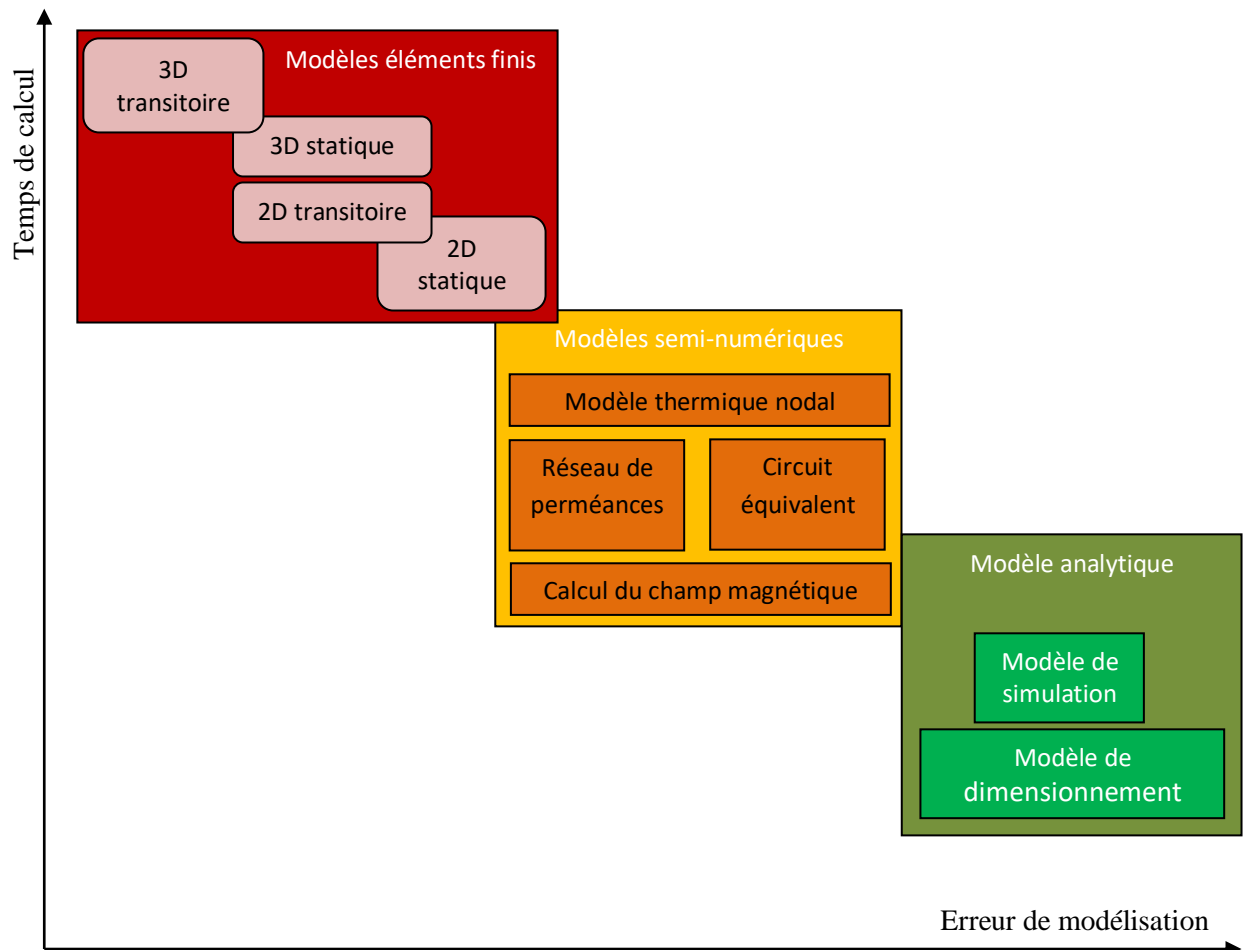 Temps de calcul
Modèles éléments finis
3D
transitoire
3D statique
2D transitoire
2D
statique
Modèles semi-numériques
Modèle thermique nodal
Réseau de
perméances
Circuit
équivalent
Calcul du champ magnétique
Modèle analytique
Modèle de
simulation
Modèle de
dimensionnement
Erreur de modélisation